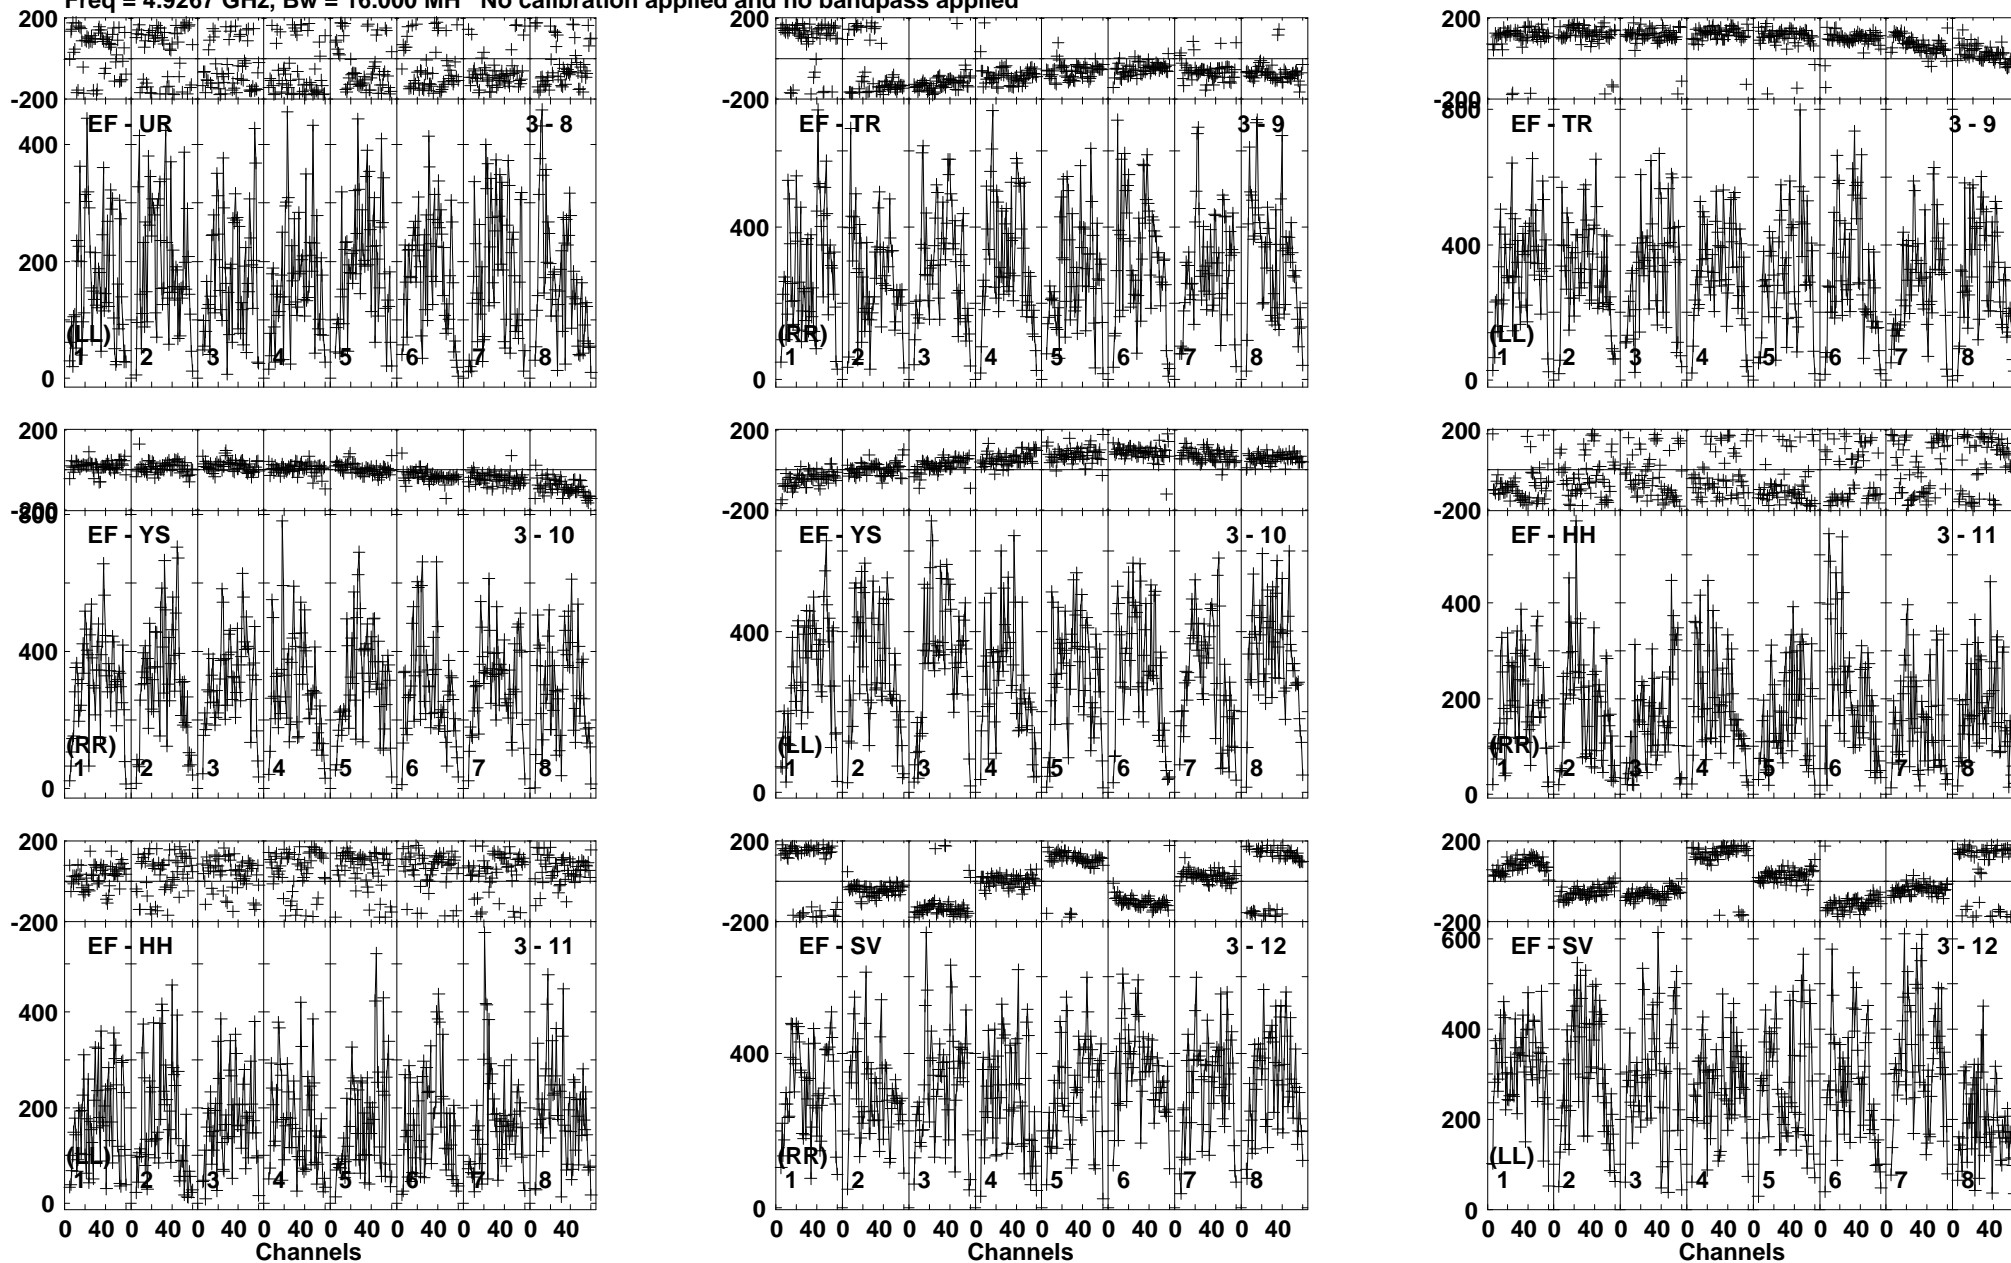 Freq = 4.9267 GHz, Bw = 16.000 MH No calibration applied and no bandpass applied
200 200 200
-200 -200 -200
800
EF - UR 3 - 8 EF - TR 3 - 9 EF - TR 3 - 9
400 400 400
200
(LL) (RR) (LL)
1 2 3 4 5 6 7 8 1 2 3 4 5 6 7 8 1 2 3 4 5 6 7 8
0 0 0
200 200 200
-200 -200 -200
800
EF - YS 3 - 10 EF - YS 3 - 10 EF - HH 3 - 11
400 400 400
200
(RR) (LL) (RR)
1 2 3 4 5 6 7 8 1 2 3 4 5 6 7 8 1 2 3 4 5 6 7 8
0 0 0
200 200 200
-200 -200 -200
600
EF - HH 3 - 11 EF - SV 3 - 12 EF - SV 3 - 12
400 400 400
200 200
(LL) (RR) (LL)
1 2 3 4 5 6 7 8 1 2 3 4 5 6 7 8 1 2 3 4 5 6 7 8
0 0 0
0 40 0 40 0 40 0 40 0 40 0 40 0 40 0 40 0 40 0 40 0 40 0 40 0 40 0 40 0 40 0 40 0 40 0 40 0 40 0 40 0 40 0 40 0 40 0 40
Channels Channels Channels